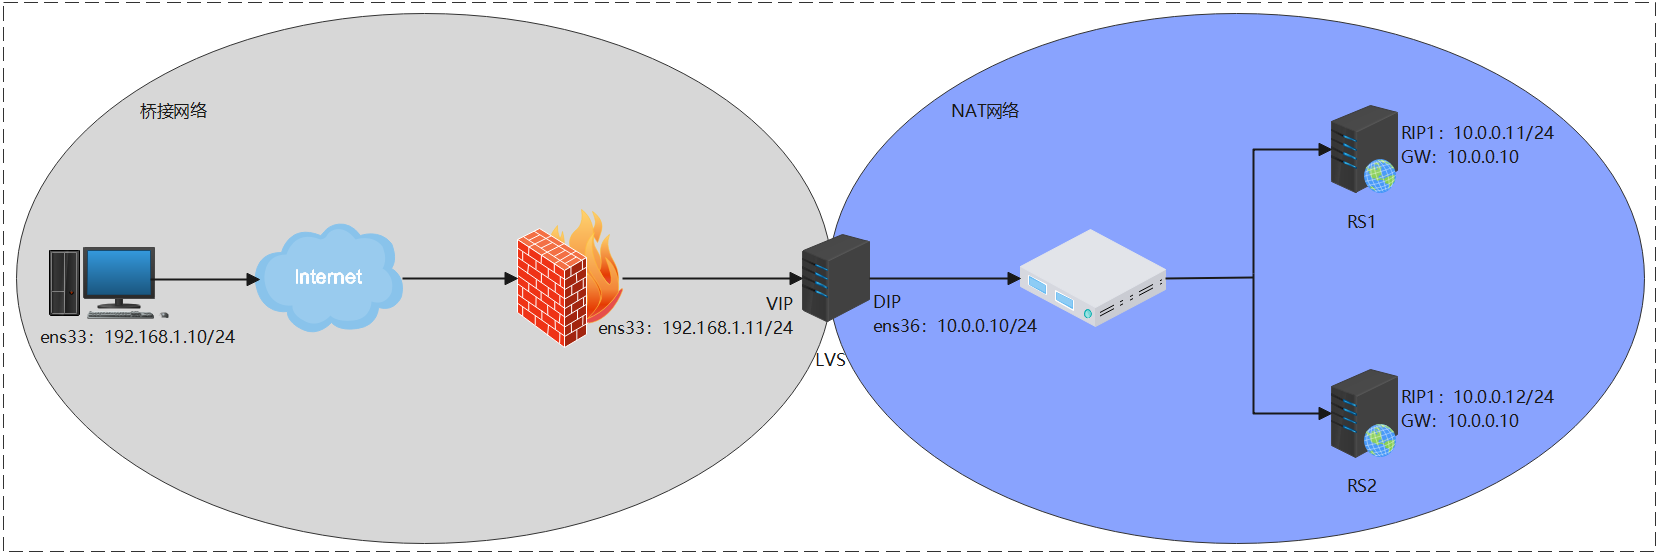 桥接网络
NAT网络
RIP1：10.0.0.11/24
GW：10.0.0.10
RS1
Internet
ens33：192.168.1.10/24
VIP
ens33：192.168.1.11/24
LVS
DIP
ens36：10.0.0.10/24
RIP1：10.0.0.12/24
GW：10.0.0.10
RS2